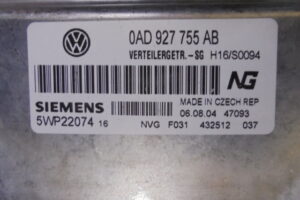 0AD 927 755 AB
VERTEILERGETR.-SG H16/S0094
NG
SIEMENS
MADE IN CZECH REP
06.08.04 47093
5WP22074 16
NVG F031 432512 037